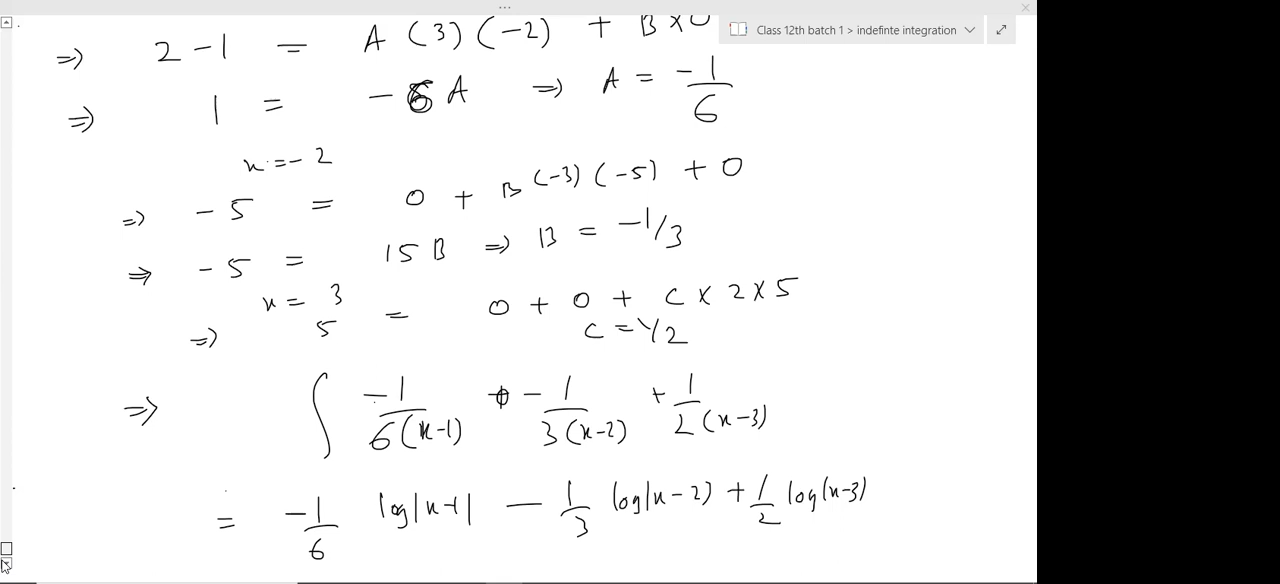 Class 12th batch 1 > indefinte integration
⇒ 2 - 1 = A (3) (-2) + B × 0
⇒ 1 = - 6 A ⇒ A = -1/6
x = - 2
⇒ - 5 = 0 + B (-3) (-5) + 0
⇒ - 5 = 15 B ⇒ B = -1/3
x = 3
⇒ 5 = 0 + 0 + C × 2 × 5
C = 1/2
⇒ ∫ -1/6(x-1) - 1/3(x-2) + 1/2(x-3)
= -1/6 log|x-1| - 1/3 log|x-2) + 1/2 log(x-3)